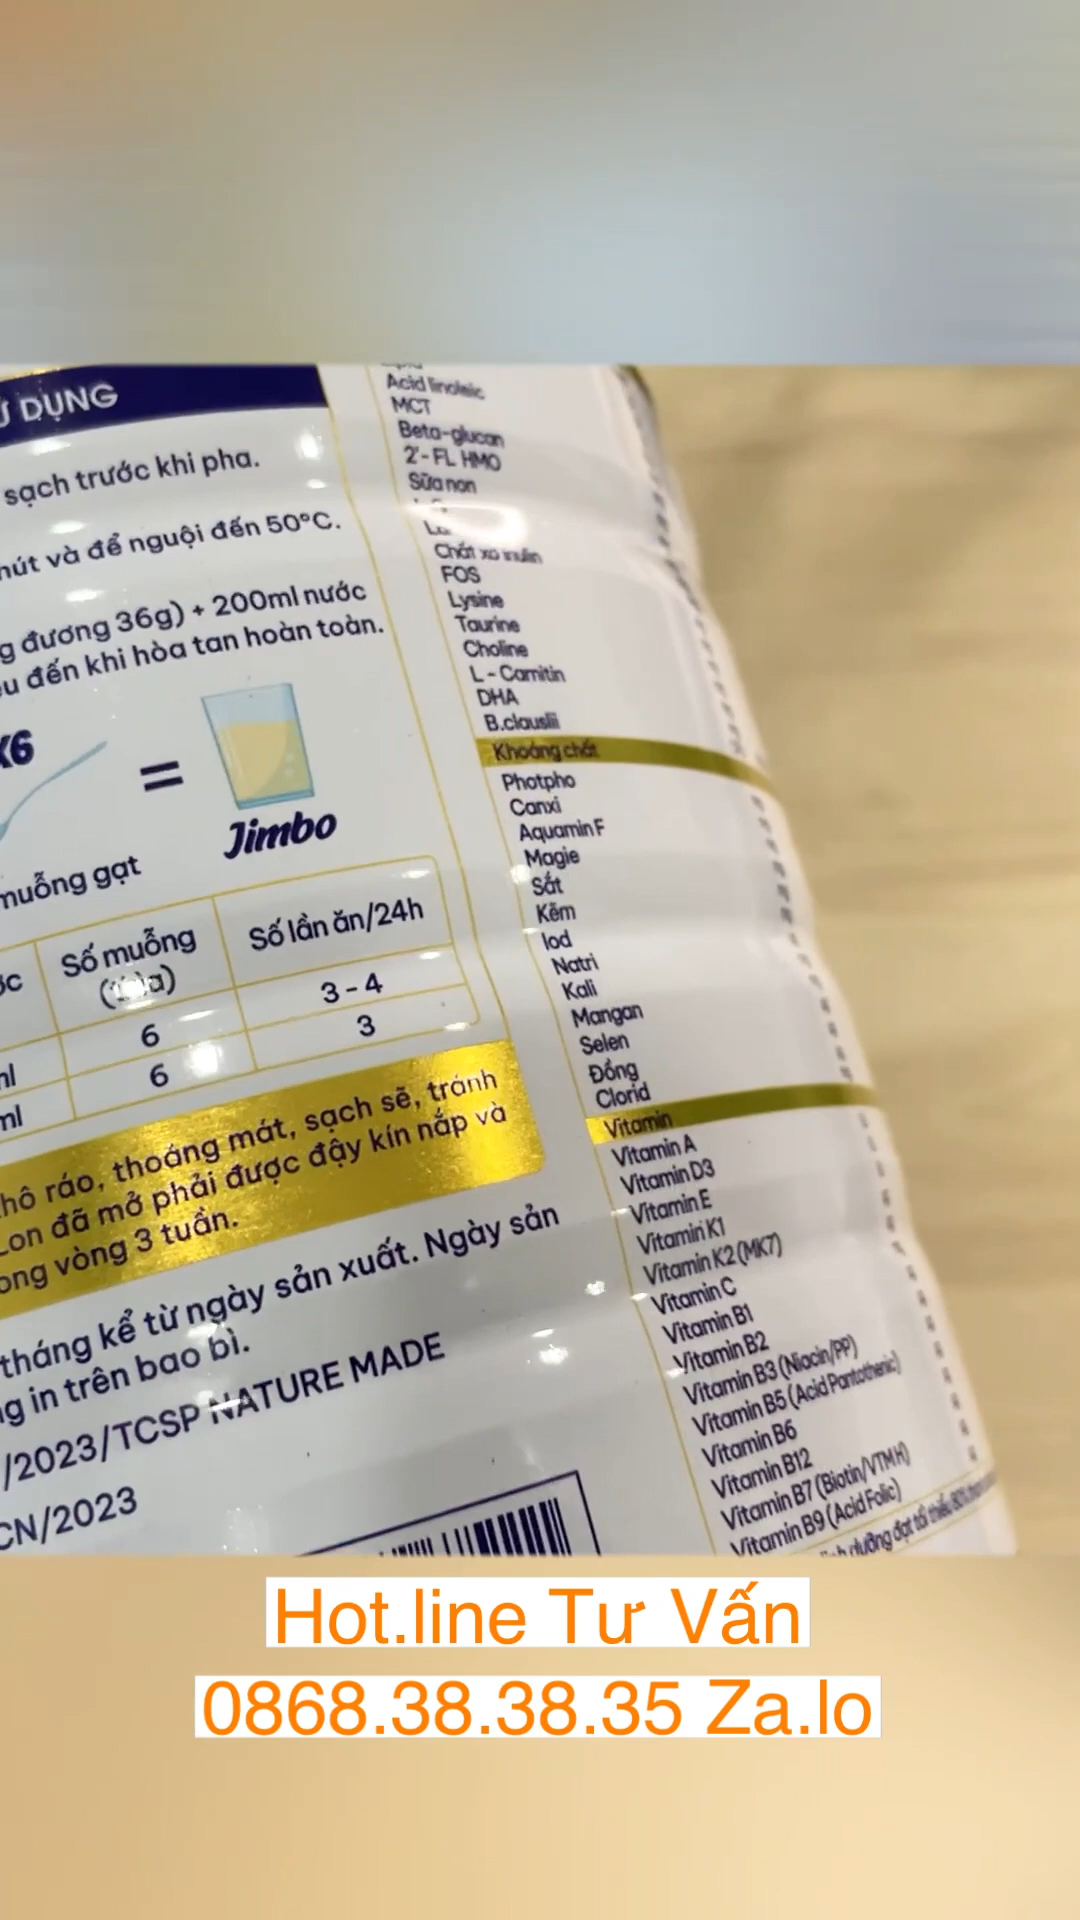 Ử DỤNG
sạch trước khi pha.
hút và để nguội đến 50°C.
g đương 36g) + 200ml nước
u đến khi hòa tan hoàn toàn.
X6
=
Jimbo
muỗng gạt
Số muỗng
Số lần ăn/24h
6
3 - 4
ml
6
3
ml
hô ráo, thoáng mát, sạch sẽ, tránh
Lon đã mở phải được đậy kín nắp và
ong vòng 3 tuần.
tháng kể từ ngày sản xuất. Ngày sản
g in trên bao bì.
/2023/TCSP NATURE MADE
CN/2023
Acid linoleic
MCT
Beta-glucan
2'-FL HMO
Sữa non
Chất xơ inulin
FOS
Lysine
Taurine
Choline
L - Carnitin
DHA
B.clausii
Khoáng chất
Photpho
Canxi
Aquamin F
Magie
Sắt
Kẽm
Iod
Natri
Kali
Mangan
Selen
Đồng
Clorid
Vitamin
Vitamin A
Vitamin D3
Vitamin E
Vitamin K1
Vitamin K2 (MK7)
Vitamin C
Vitamin B1
Vitamin B2
Vitamin B3 (Niacin/PP)
Vitamin B5 (Acid Pantothenic)
Vitamin B6
Vitamin B12
Vitamin B7 (Biotin/VTM H)
Vitamin B9 (Acid Folic)
dưỡng đạt tối thiểu 80%
Hot.line Tư Vấn
0868.38.38.35 Za.lo